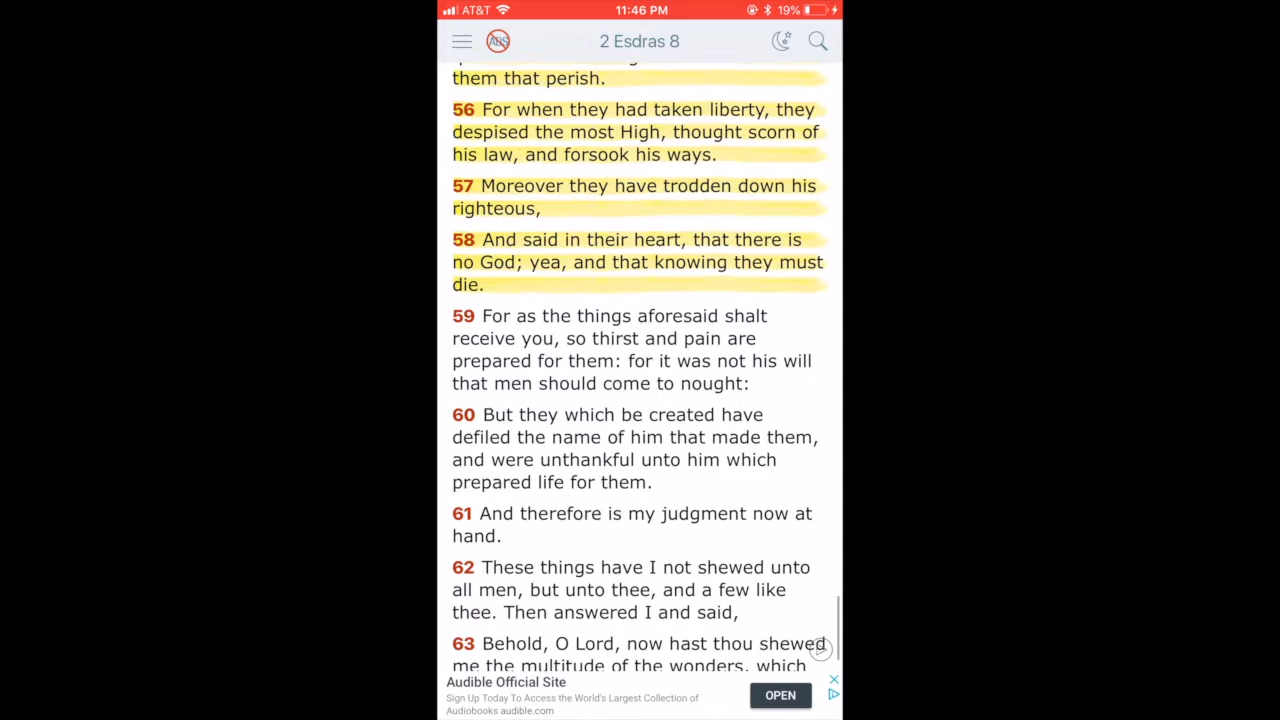 AT&T
11:46 PM
19%
ADS
2 Esdras 8
them that perish.
56 For when they had taken liberty, they
despised the most High, thought scorn of
his law, and forsook his ways.
57 Moreover they have trodden down his
righteous,
58 And said in their heart, that there is
no God; yea, and that knowing they must
die.
59 For as the things aforesaid shalt
receive you, so thirst and pain are
prepared for them: for it was not his will
that men should come to nought:
60 But they which be created have
defiled the name of him that made them,
and were unthankful unto him which
prepared life for them.
61 And therefore is my judgment now at
hand.
62 These things have I not shewed unto
all men, but unto thee, and a few like
thee. Then answered I and said,
63 Behold, O Lord, now hast thou shewed
me the multitude of the wonders, which
Audible Official Site
Sign Up Today To Access the World's Largest Collection of
Audiobooks audible.com
OPEN